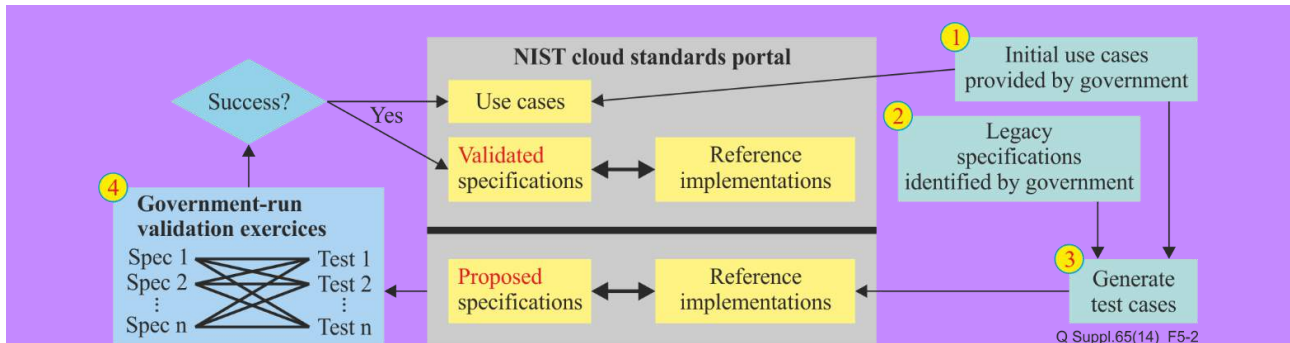 NIST cloud standards portal
1
Initial use cases
provided by government
Success?
Yes
Use cases
2
Legacy
specifications
identified by government
Validated
specifications
Reference
implementations
4
Government-run
validation exercices
Spec 1
Test 1
Spec 2
Test 2
⋮
⋮
Spec n
Test n
Proposed
specifications
Reference
implementations
3
Generate
test cases
Q Suppl.65(14)_F5-2